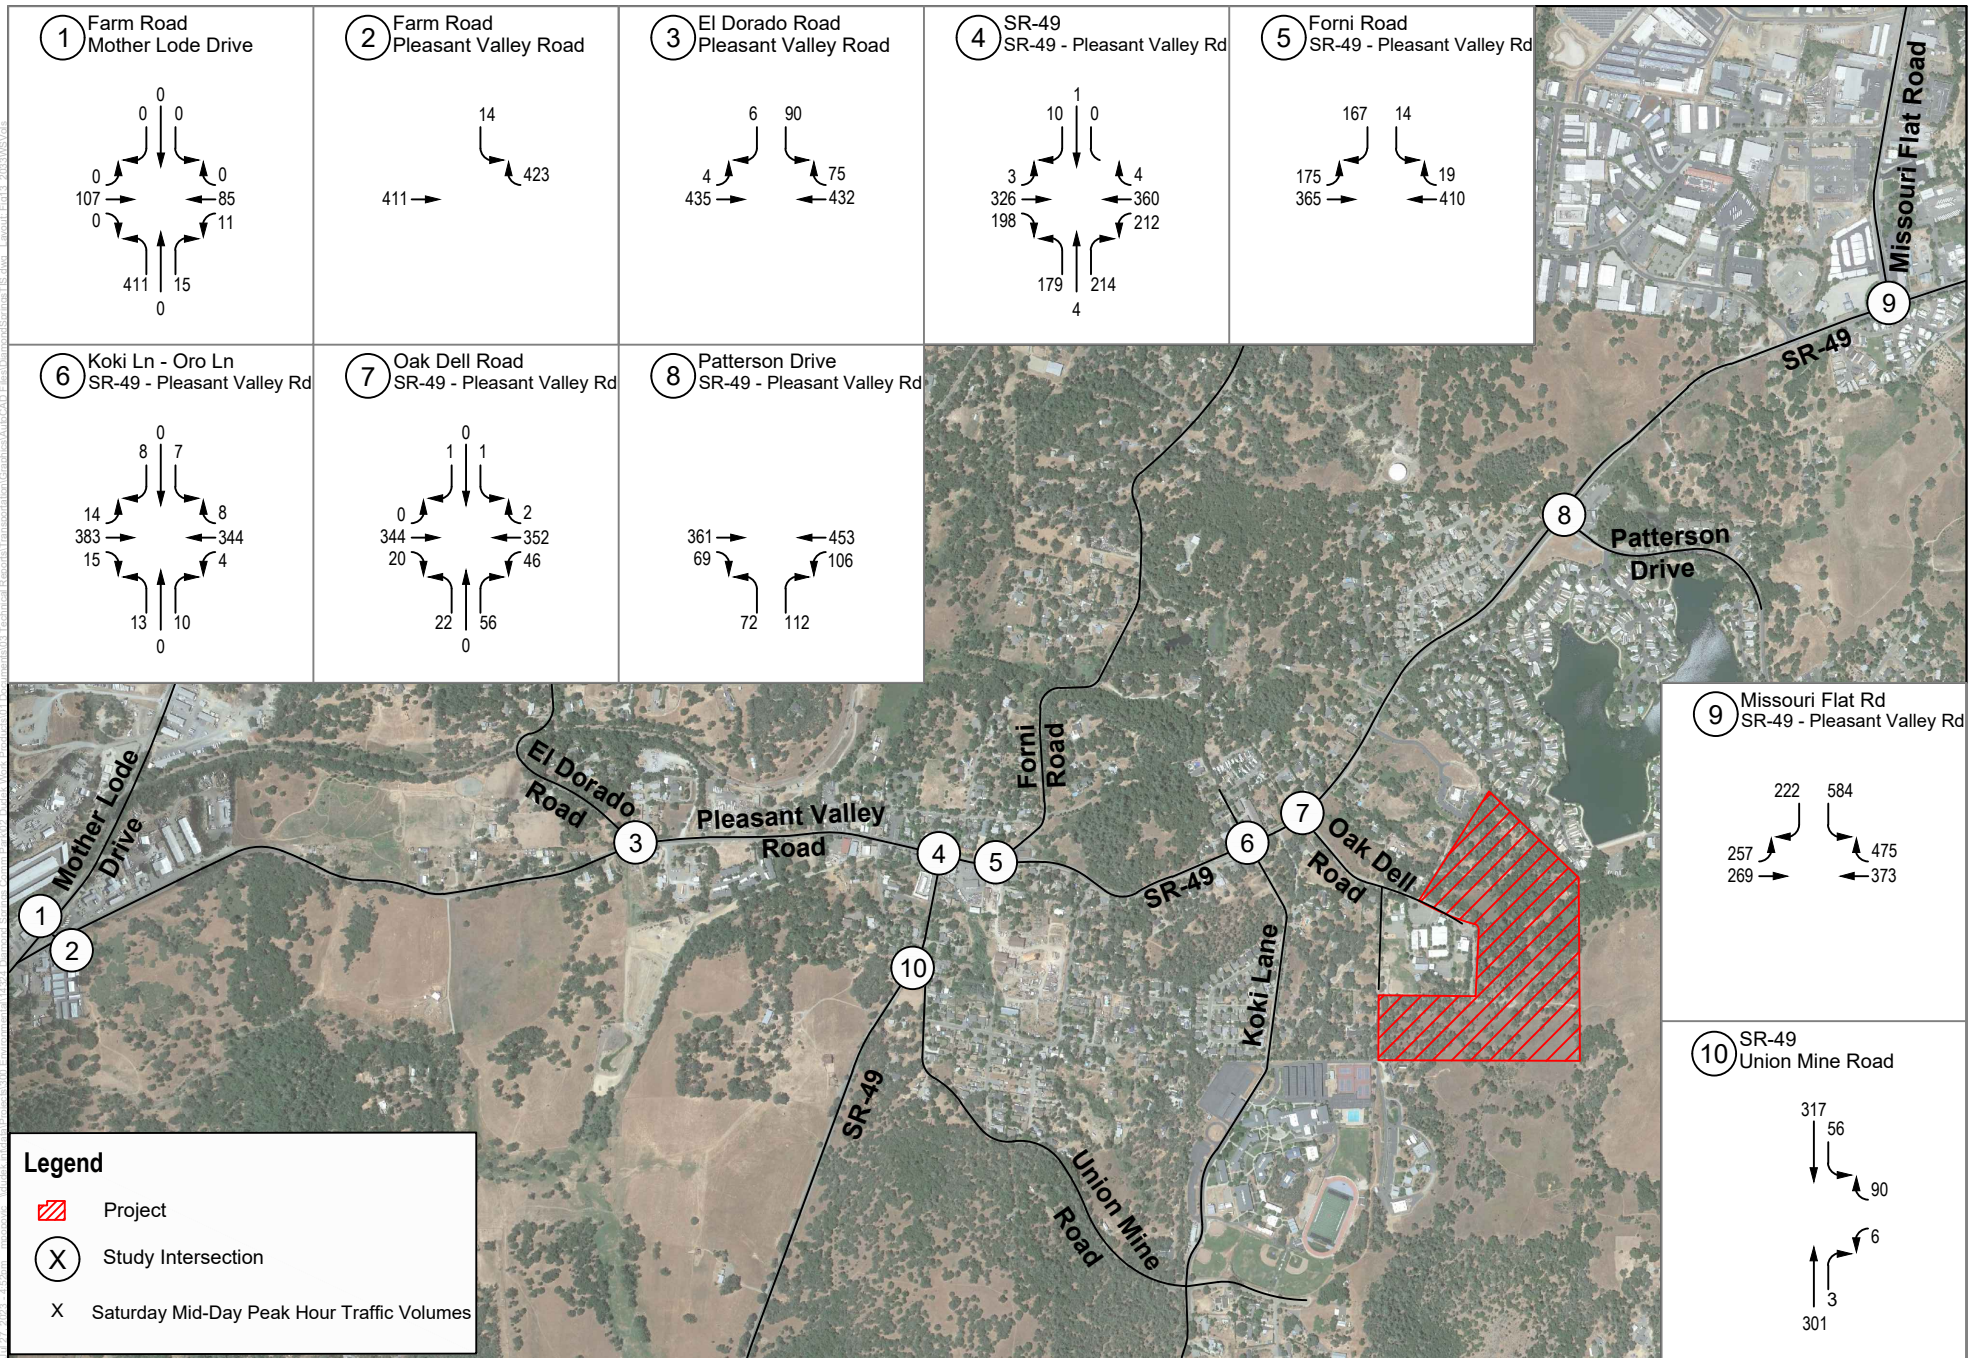 1
Farm Road
Mother Lode Drive
0
0 0
0 0
107 85
0 11
411 15
0
2
Farm Road
Pleasant Valley Road
14
423
411
3
El Dorado Road
Pleasant Valley Road
6 90
4 75
435 432
4
SR-49
SR-49 - Pleasant Valley Rd
1
10 0
3 4
326 360
198 212
179 214
4
5
Forni Road
SR-49 - Pleasant Valley Rd
167 14
175 19
365 410
6
Koki Ln - Oro Ln
SR-49 - Pleasant Valley Rd
0
8 7
14 8
383 344
15 4
13 10
0
7
Oak Dell Road
SR-49 - Pleasant Valley Rd
0
1 1
0 2
344 352
20 46
22 56
0
8
Patterson Drive
SR-49 - Pleasant Valley Rd
361 453
69 106
72 112
Missouri Flat Road
9
SR-49
8
Patterson
Drive
Forni
Road
Mother Lode
Drive
El Dorado
Road
3
Pleasant Valley
Road
4
5
SR-49
6
7
Oak Dell
Road
1
2
10
Koki Lane
SR-49
Union Mine
Road
9
Missouri Flat Rd
SR-49 - Pleasant Valley Rd
222 584
257 475
269 373
10
SR-49
Union Mine Road
317
56
90
6
3
301
Legend
Project
X Study Intersection
X Saturday Mid-Day Peak Hour Traffic Volumes